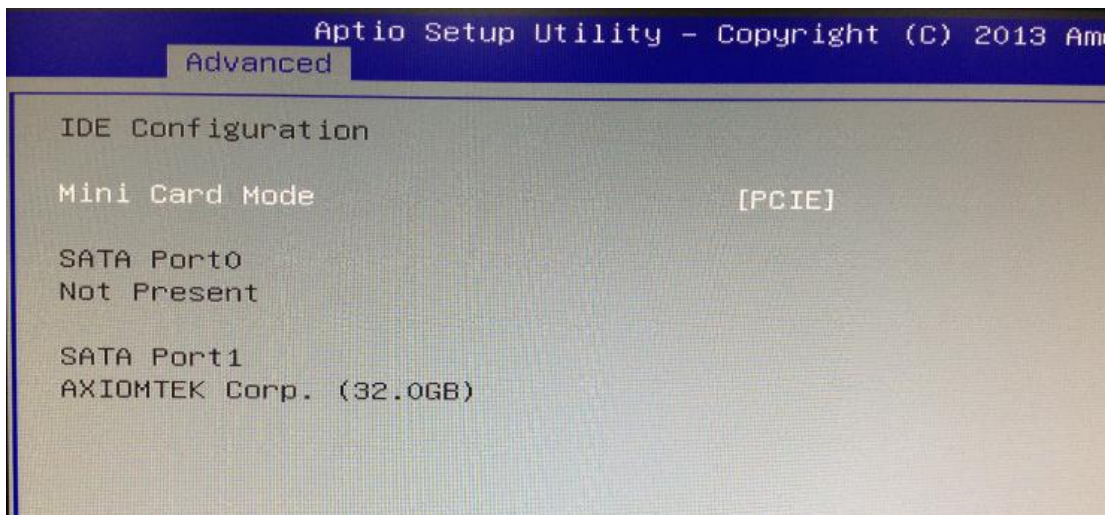 Aptio Setup Utility – Copyright (C) 2013
Advanced
IDE Configuration
Mini Card Mode [PCIE]
SATA Port0
Not Present
SATA Port1
AXIOMTEK Corp. (32.0GB)